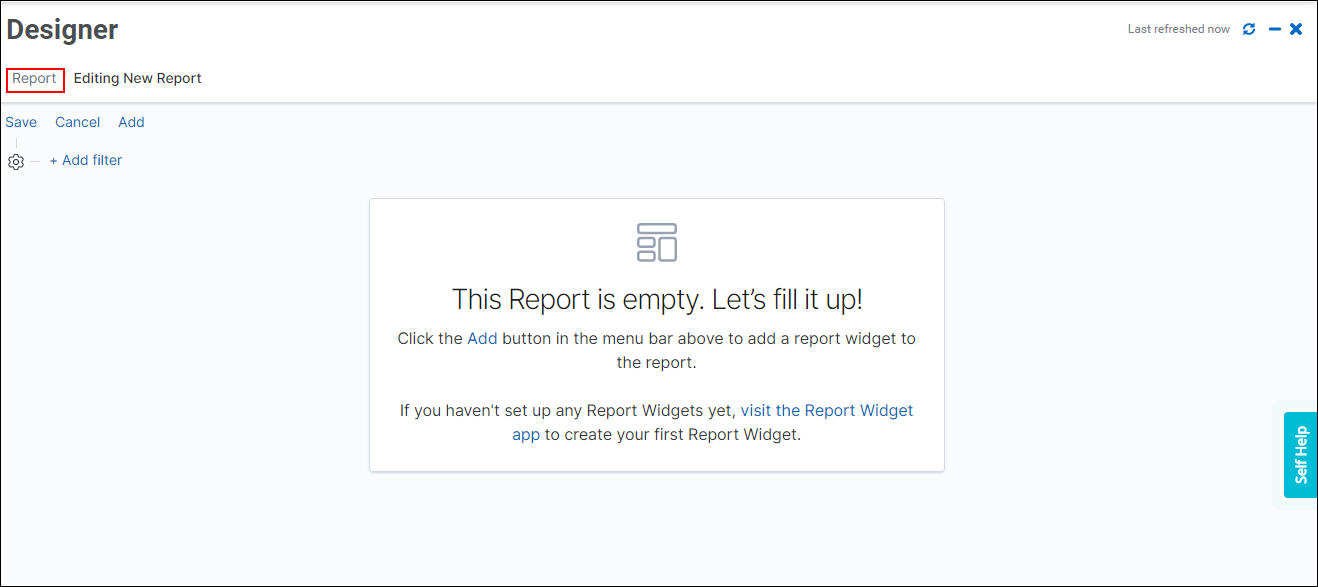 Designer
Last refreshed now
Report Editing New Report
Save Cancel Add
+ Add filter
This Report is empty. Let’s fill it up!
Click the Add button in the menu bar above to add a report widget to
the report.
If you haven't set up any Report Widgets yet, visit the Report Widget
app to create your first Report Widget.
Self Help